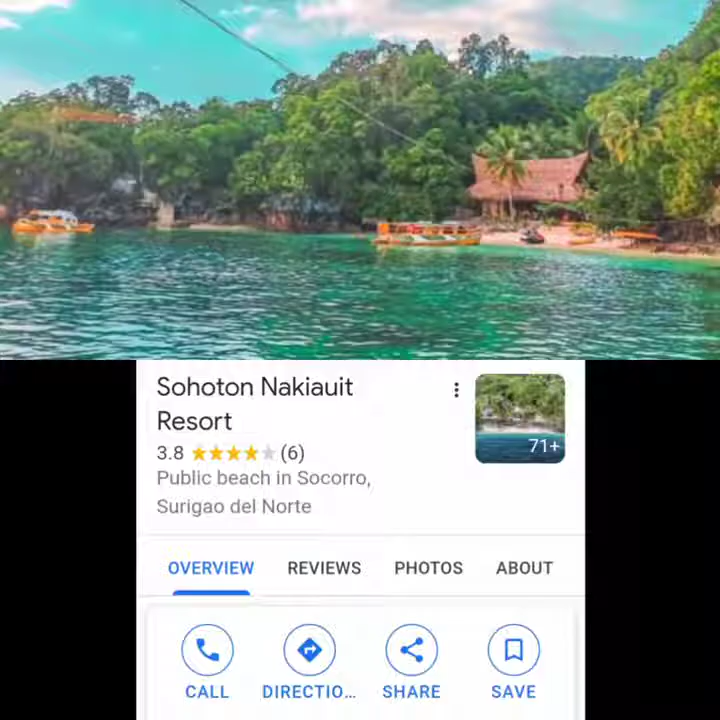 Sohoton Nakiauit
Resort
3.8 (6)
71+
Public beach in Socorro,
Surigao del Norte
OVERVIEW REVIEWS PHOTOS ABOUT
CALL DIRECTIO... SHARE SAVE